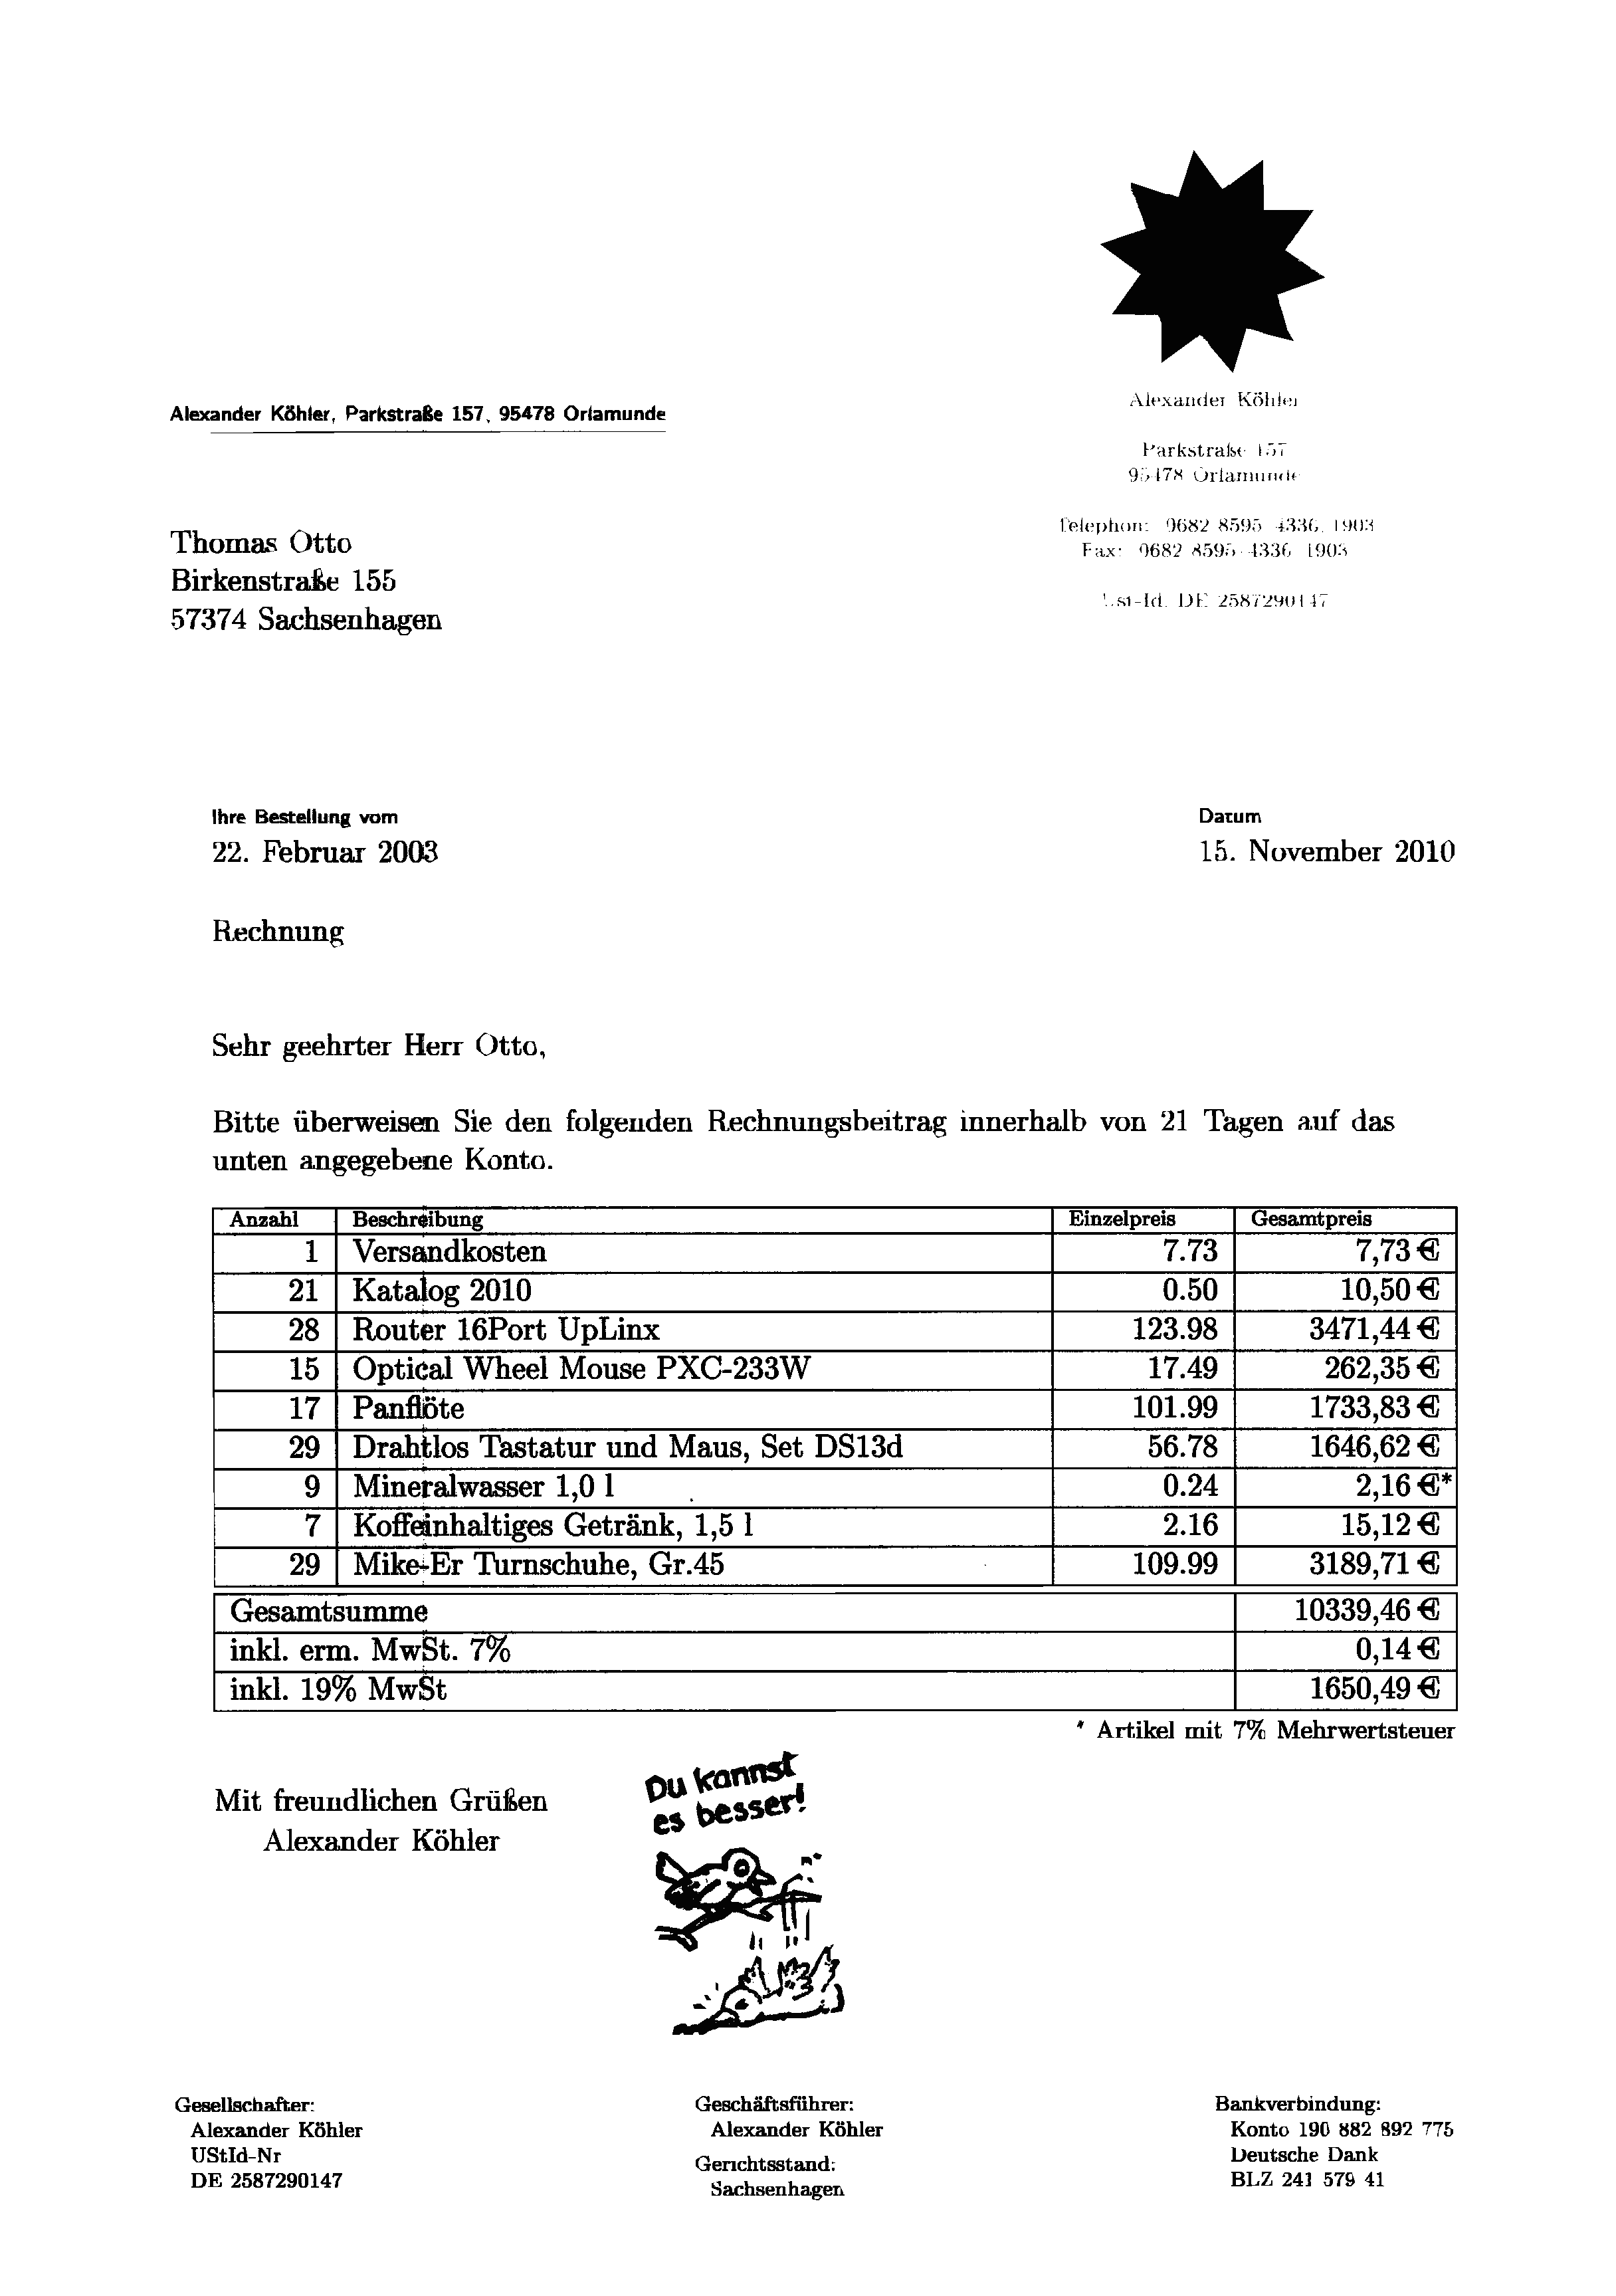 Alexander Köhler
Alexander Köhler, Parkstraße 157, 95478 Orlamunde
Parkstraße 157
95478 Orlamunde
Telephon: 0682 8595 4336 1903
Fax: 0682 8595 4336 1903
Ust-Id. DE 2587290147
Thomas Otto
Birkenstraße 155
57374 Sachsenhagen
Ihre Bestellung vom
22. Februar 2003
Datum
15. November 2010
Rechnung
Sehr geehrter Herr Otto,
Bitte überweisen Sie den folgenden Rechnungsbeitrag innerhalb von 21 Tagen auf das
unten angegebene Konto.
Anzahl Beschreibung Einzelpreis Gesamtpreis
1 Versandkosten 7.73 7,73 €
21 Katalog 2010 0.50 10,50 €
28 Router 16Port UpLinx 123.98 3471,44 €
15 Optical Wheel Mouse PXC-233W 17.49 262,35 €
17 Panflöte 101.99 1733,83 €
29 Drahtlos Tastatur und Maus, Set DS13d 56.78 1646,62 €
9 Mineralwasser 1,0 l 0.24 2,16 €*
7 Koffeinhaltiges Getränk, 1,5 l 2.16 15,12 €
29 Mike-Er Turnschuhe, Gr.45 109.99 3189,71 €
Gesamtsumme 10339,46 €
inkl. erm. MwSt. 7% 0,14 €
inkl. 19% MwSt 1650,49 €
* Artikel mit 7% Mehrwertsteuer
Mit freundlichen Grüßen
Alexander Köhler
Du kannst
es besser!
Gesellschafter:
Alexander Köhler
UStId-Nr
DE 2587290147
Geschäftsführer:
Alexander Köhler
Gerichtsstand:
Sachsenhagen
Bankverbindung:
Konto 190 882 892 775
Deutsche Dank
BLZ 241 579 41